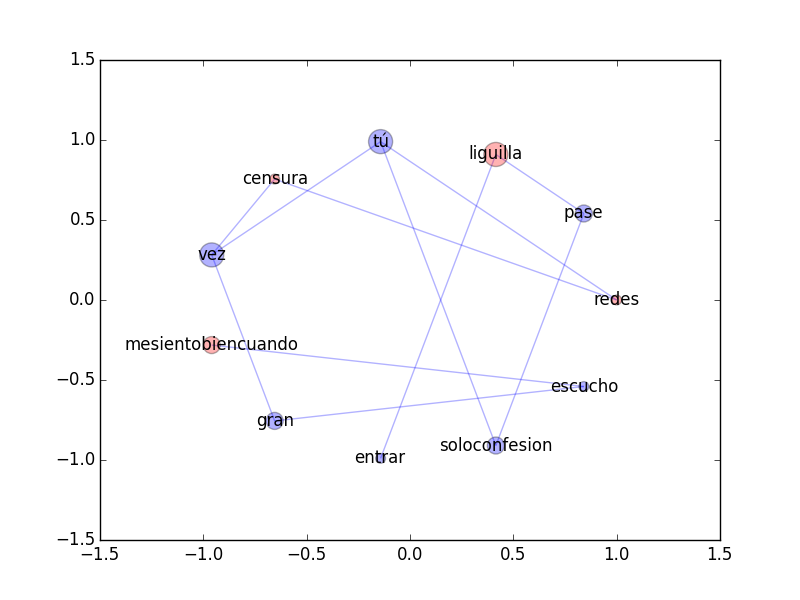 1.5
1.0
0.5
0.0
−0.5
−1.0
−1.5
tú
liguilla
censura
pase
vez
redes
mesientobiencuando
escucho
gran
soloconfesion
entrar
−1.5 −1.0 −0.5 0.0 0.5 1.0 1.5